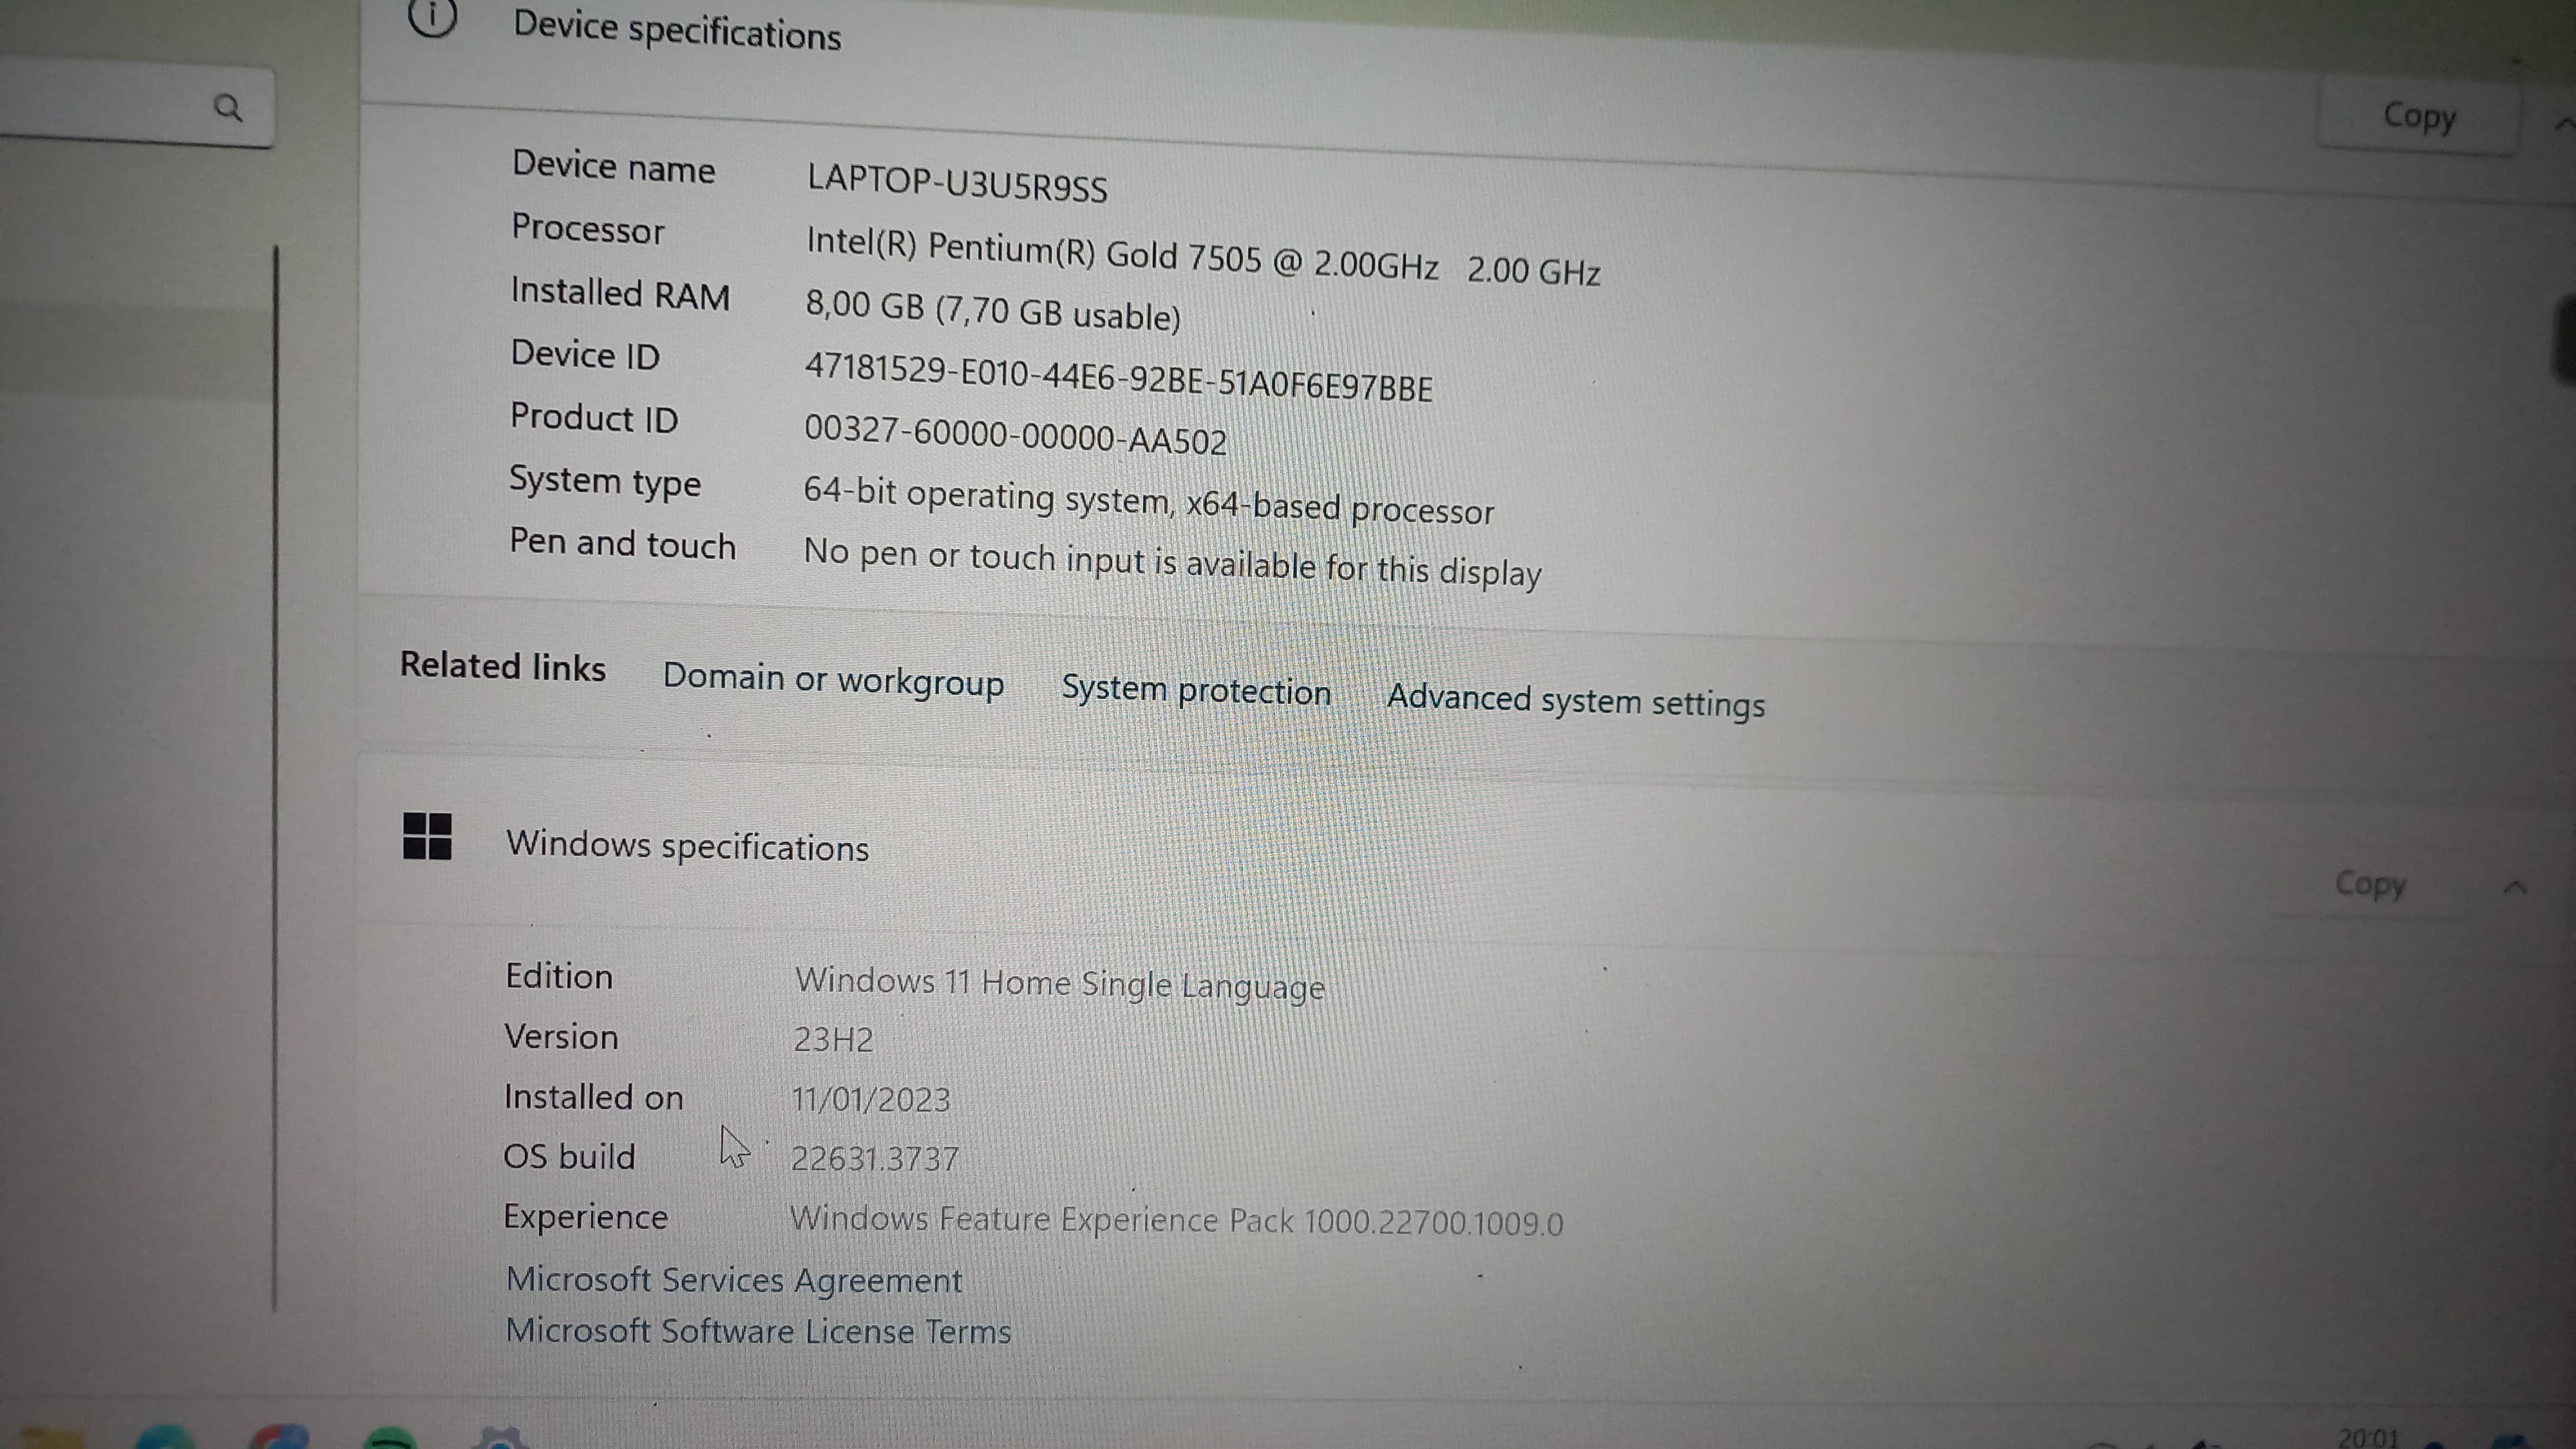 Device specifications
Copy
Device name LAPTOP-U3U5R9SS
Processor Intel(R) Pentium(R) Gold 7505 @ 2.00GHz 2.00 GHz
Installed RAM 8,00 GB (7,70 GB usable)
Device ID 47181529-E010-44E6-92BE-51A0F6E97BBE
Product ID 00327-60000-00000-AA502
System type 64-bit operating system, x64-based processor
Pen and touch No pen or touch input is available for this display
Related links Domain or workgroup System protection Advanced system settings
Windows specifications
Copy
Edition Windows 11 Home Single Language
Version 23H2
Installed on 11/01/2023
OS build 22631.3737
Experience Windows Feature Experience Pack 1000.22700.1009.0
Microsoft Services Agreement
Microsoft Software License Terms
20:01